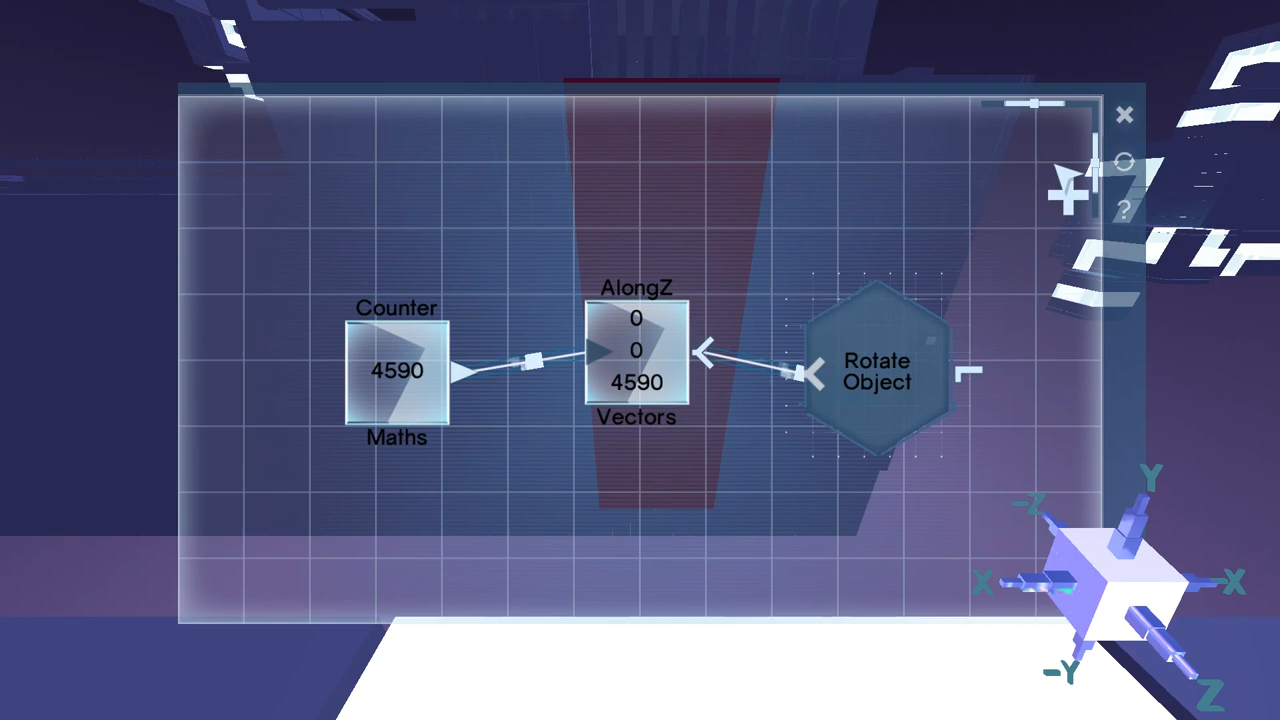 ×
?
Counter
4590
Maths
AlongZ
0
0
4590
Vectors
Rotate
Object
Y
-Z
X
-X
-Y
Z